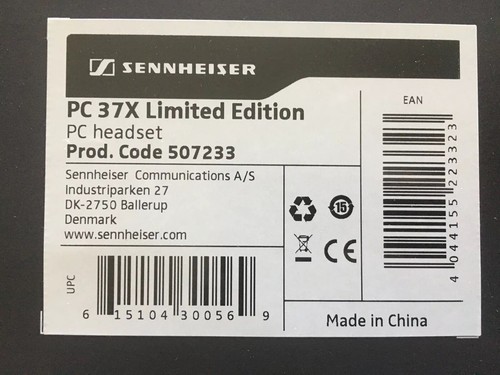 SENNHEISER
PC 37X Limited Edition
PC headset
Prod. Code 507233
Sennheiser Communications A/S
Industriparken 27
DK-2750 Ballerup
Denmark
www.sennheiser.com
UPC
6 15104 30056 9
EAN
4 044155 223323
15
CE
Made in China